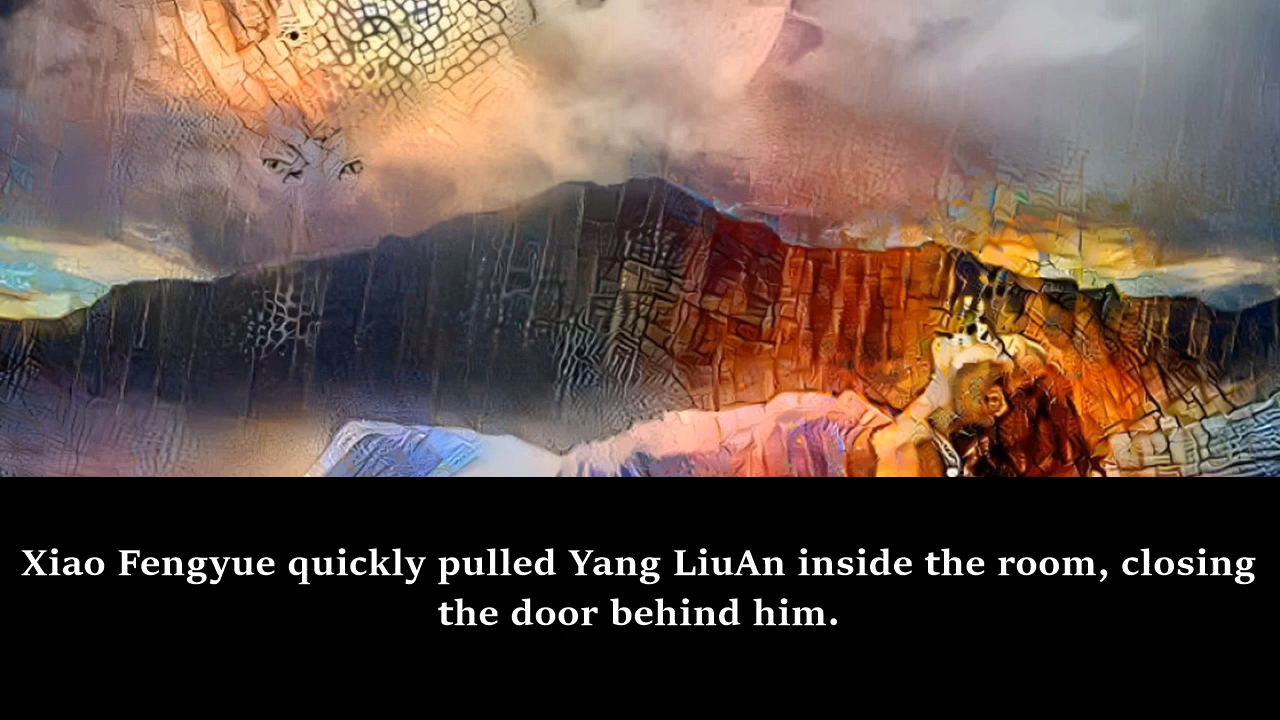 Xiao Fengyue quickly pulled Yang LiuAn inside the room, closing
the door behind him.